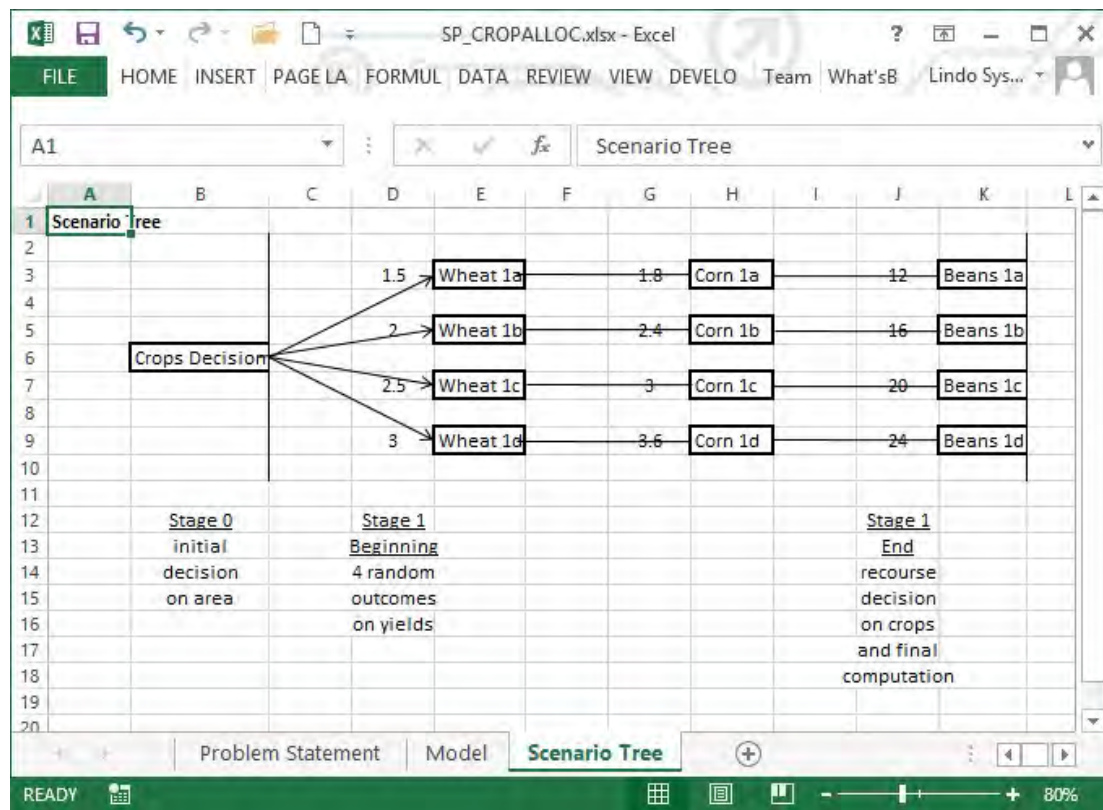 SP_CROPALLOC.xlsx - Excel
?
FILE HOME INSERT PAGE LA FORMUL DATA REVIEW VIEW DEVELO Team What'sB Lindo Sys...
A1 fx Scenario Tree
A B C D E F G H I J K L
1 Scenario Tree
2
3 1.5 Wheat 1a 1.8 Corn 1a 12 Beans 1a
4
5 2 Wheat 1b 2.4 Corn 1b 16 Beans 1b
6 Crops Decision
7 2.5 Wheat 1c 3 Corn 1c 20 Beans 1c
8
9 3 Wheat 1d 3.6 Corn 1d 24 Beans 1d
10
11
12 Stage 0 Stage 1 Stage 1
13 initial Beginning End
14 decision 4 random recourse
15 on area outcomes decision
16 on yields on crops
17 and final
18 computation
19
20
Problem Statement Model Scenario Tree
READY 80%